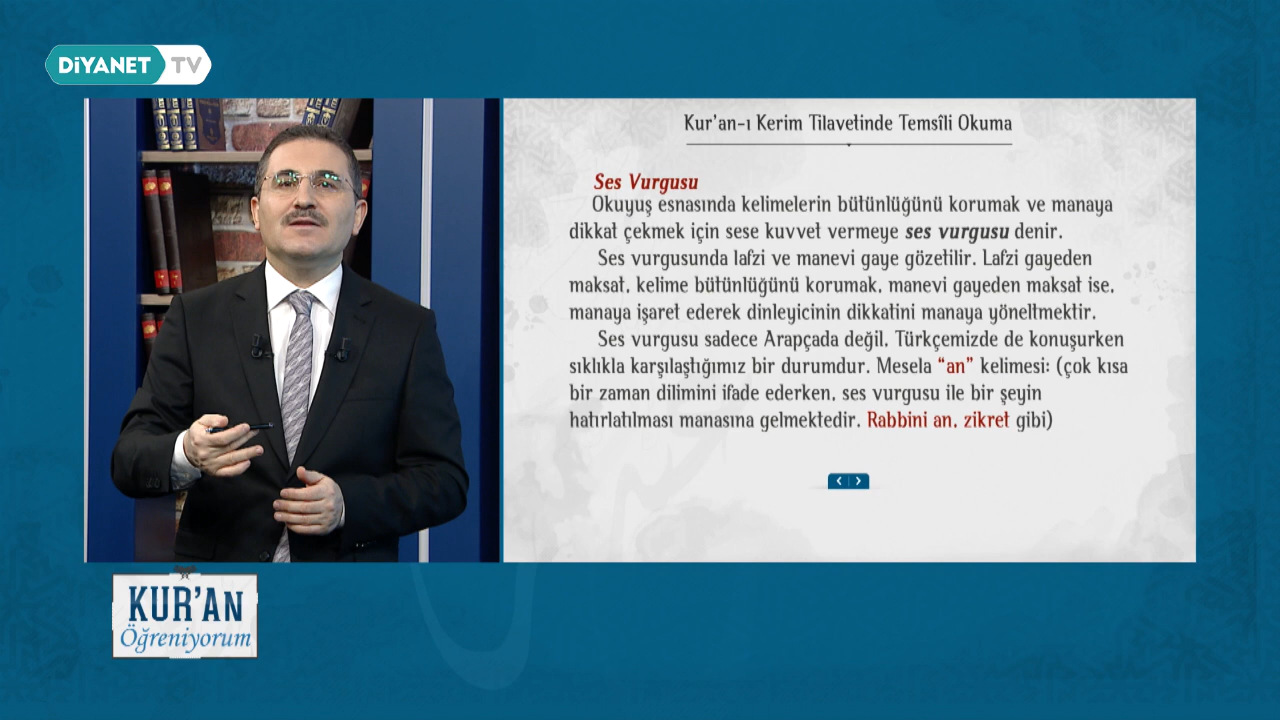 DİYANET TV
Kur'an-ı Kerim Tilavetinde Temsîli Okuma
Ses Vurgusu
Okuyuş esnasında kelimelerin bütünlüğünü korumak ve manaya
dikkat çekmek için sese kuvvet vermeye ses vurgusu denir.
Ses vurgusunda lafzi ve manevi gaye gözetilir. Lafzi gayeden
maksat, kelime bütünlüğünü korumak, manevi gayeden maksat ise,
manaya işaret ederek dinleyicinin dikkatini manaya yöneltmektir.
Ses vurgusu sadece Arapçada değil, Türkçemizde de konuşurken
sıklıkla karşılaştığımız bir durumdur. Mesela “an” kelimesi: (çok kısa
bir zaman dilimini ifade ederken, ses vurgusu ile bir şeyin
hatırlatılması manasına gelmektedir. Rabbini an, zikret gibi)
KUR'AN
Öğreniyorum